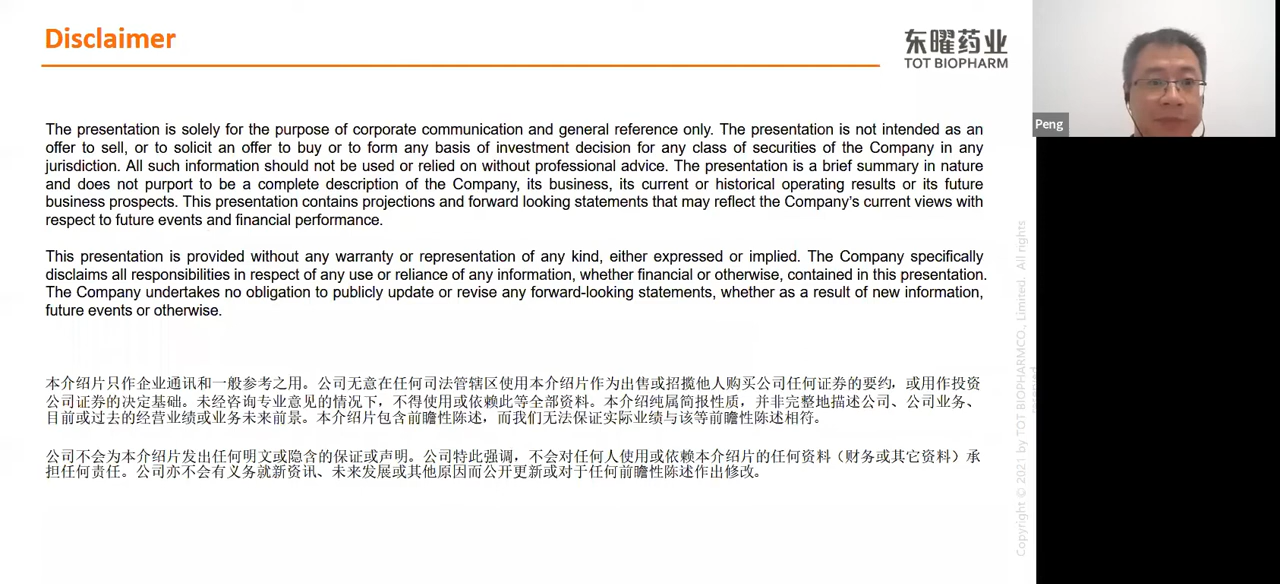 Disclaimer
东曜药业
TOT BIOPHARM
Peng
The presentation is solely for the purpose of corporate communication and general reference only. The presentation is not intended as an
offer to sell, or to solicit an offer to buy or to form any basis of investment decision for any class of securities of the Company in any
jurisdiction. All such information should not be used or relied on without professional advice. The presentation is a brief summary in nature
and does not purport to be a complete description of the Company, its business, its current or historical operating results or its future
business prospects. This presentation contains projections and forward looking statements that may reflect the Company's current views with
respect to future events and financial performance.
This presentation is provided without any warranty or representation of any kind, either expressed or implied. The Company specifically
disclaims all responsibilities in respect of any use or reliance of any information, whether financial or otherwise, contained in this presentation.
The Company undertakes no obligation to publicly update or revise any forward-looking statements, whether as a result of new information,
future events or otherwise.
本介绍片只作企业通讯和一般参考之用。公司无意在任何司法管辖区使用本介绍片作为出售或招揽他人购买公司任何证券的要约，或用作投资
公司证券的决定基础。未经咨询专业意见的情况下，不得使用或依赖此等全部资料。本介绍纯属简报性质，并非完整地描述公司、公司业务、
目前或过去的经营业绩或业务未来前景。本介绍片包含前瞻性陈述，而我们无法保证实际业绩与该等前瞻性陈述相符。
公司不会为本介绍片发出任何明文或隐含的保证或声明。公司特此强调，不会对任何人使用或依赖本介绍片的任何资料（财务或其它资料）承
担任何责任。公司亦不会有义务就新资讯、未来发展或其他原因而公开更新或对于任何前瞻性陈述作出修改。
Copyright © 2021 by TOT BIOPHARMCO., Limited. All rights
reserved